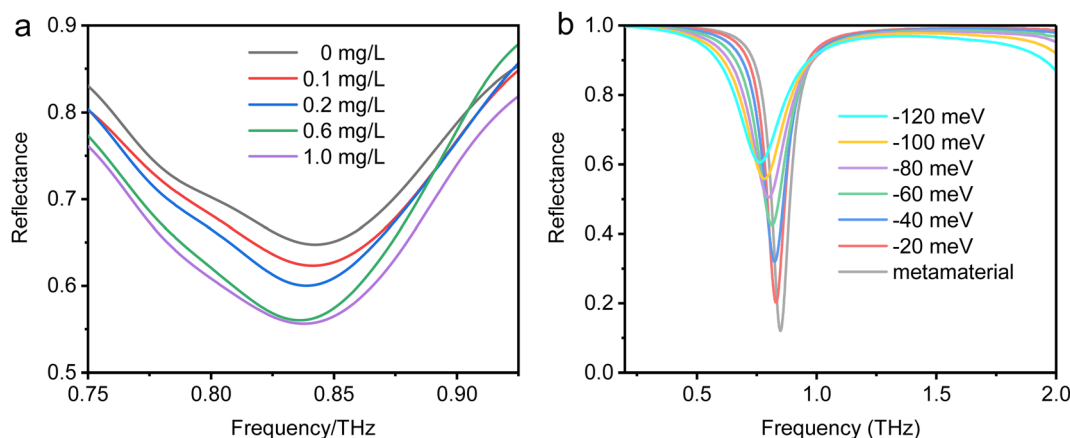 a
0.9
0.8
0.7
0.6
0.5
Reflectance
0 mg/L
0.1 mg/L
0.2 mg/L
0.6 mg/L
1.0 mg/L
0.75
0.80
0.85
0.90
Frequency/THz
b
1.0
0.8
0.6
0.4
0.2
0.0
Reflectance
-120 meV
-100 meV
-80 meV
-60 meV
-40 meV
-20 meV
metamaterial
0.5
1.0
1.5
2.0
Frequency (THz)